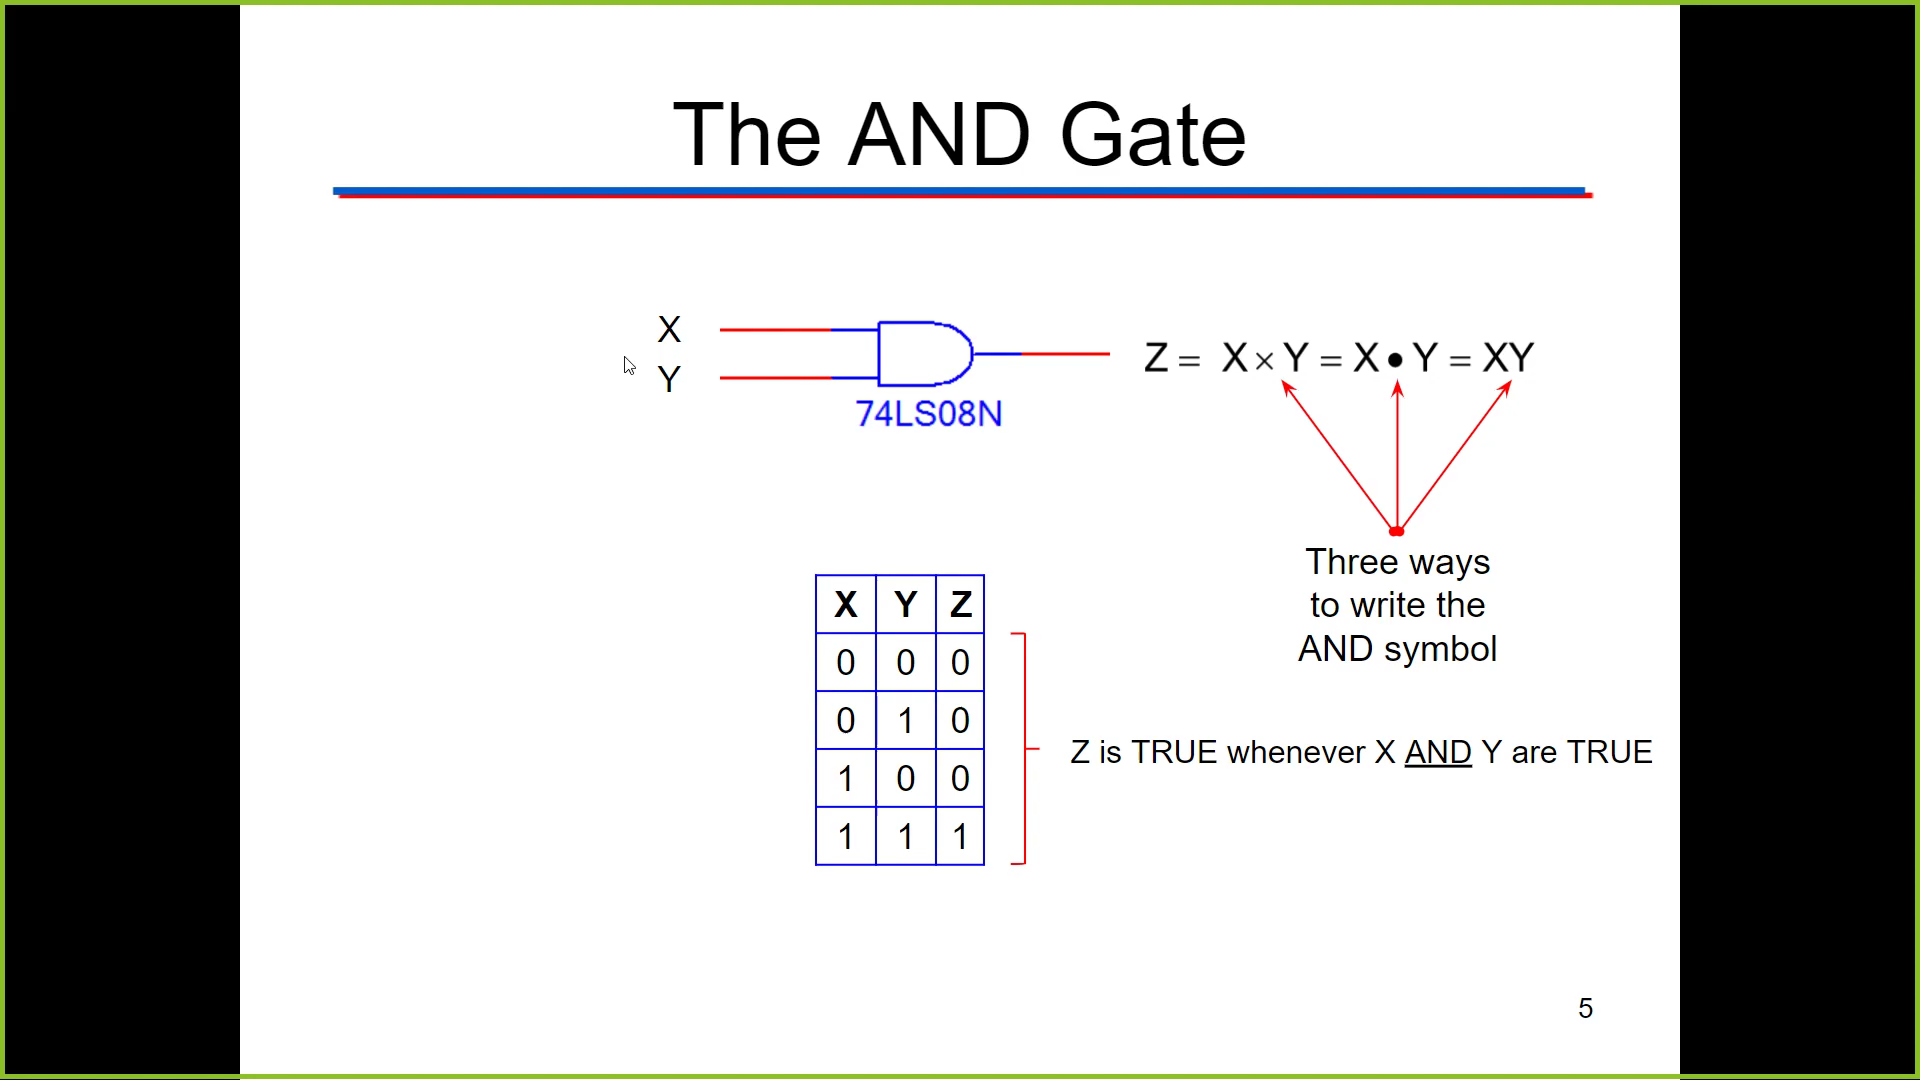 The AND Gate
X
Y
74LS08N
Z = X × Y = X • Y = XY
Three ways
to write the
AND symbol
X Y Z
0 0 0
0 1 0
1 0 0
1 1 1
Z is TRUE whenever X AND Y are TRUE
5